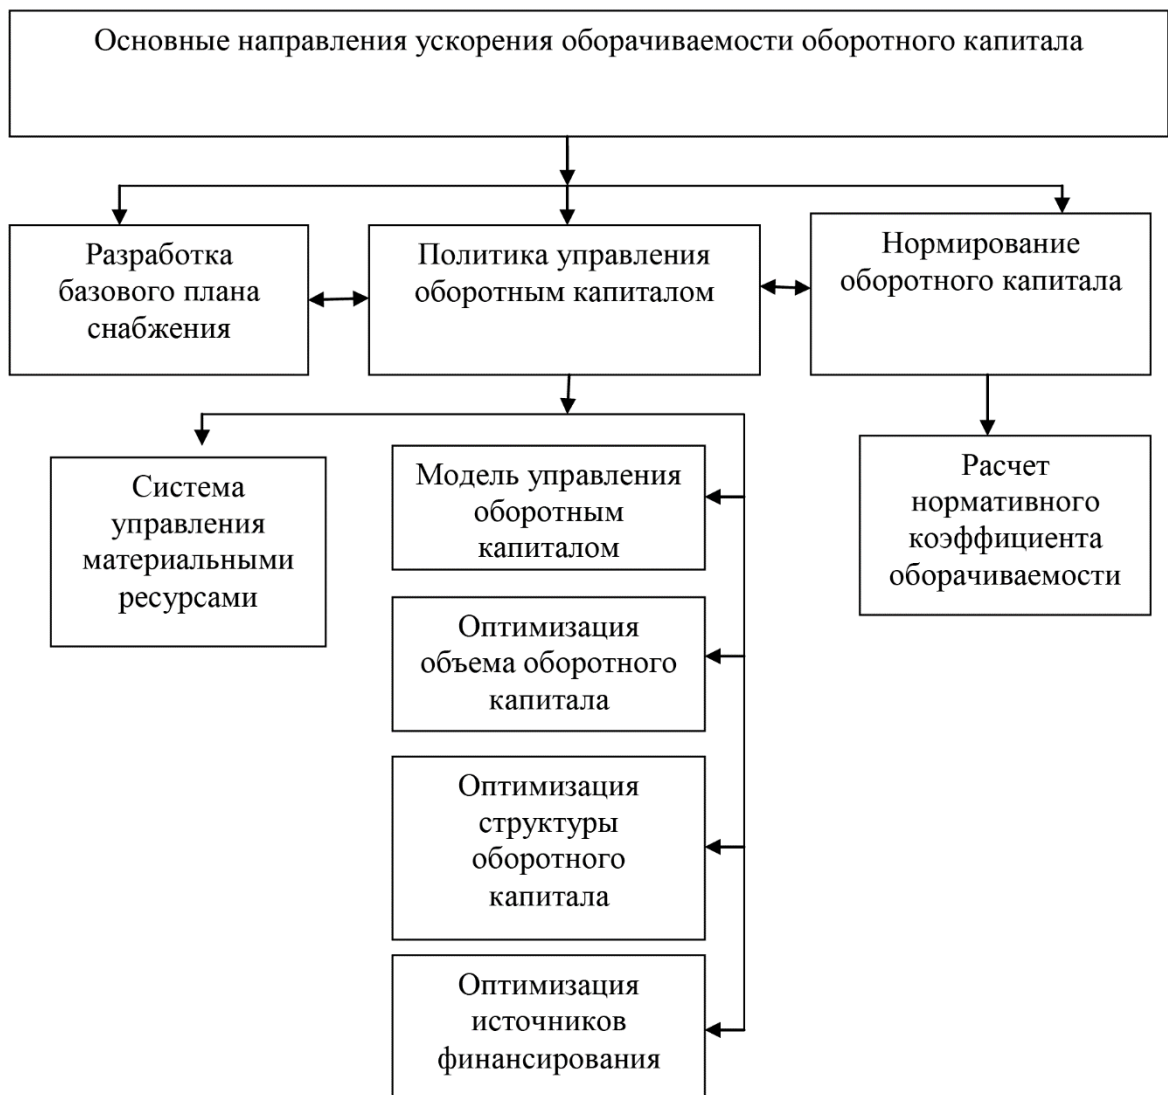 Основные направления ускорения оборачиваемости оборотного капитала
Разработка
базового плана
снабжения
Политика управления
оборотным капиталом
Нормирование
оборотного капитала
Система
управления
материальными
ресурсами
Модель управления
оборотным
капиталом
Оптимизация
объема оборотного
капитала
Оптимизация
структуры
оборотного
капитала
Оптимизация
источников
финансирования
Расчет
нормативного
коэффициента
оборачиваемости